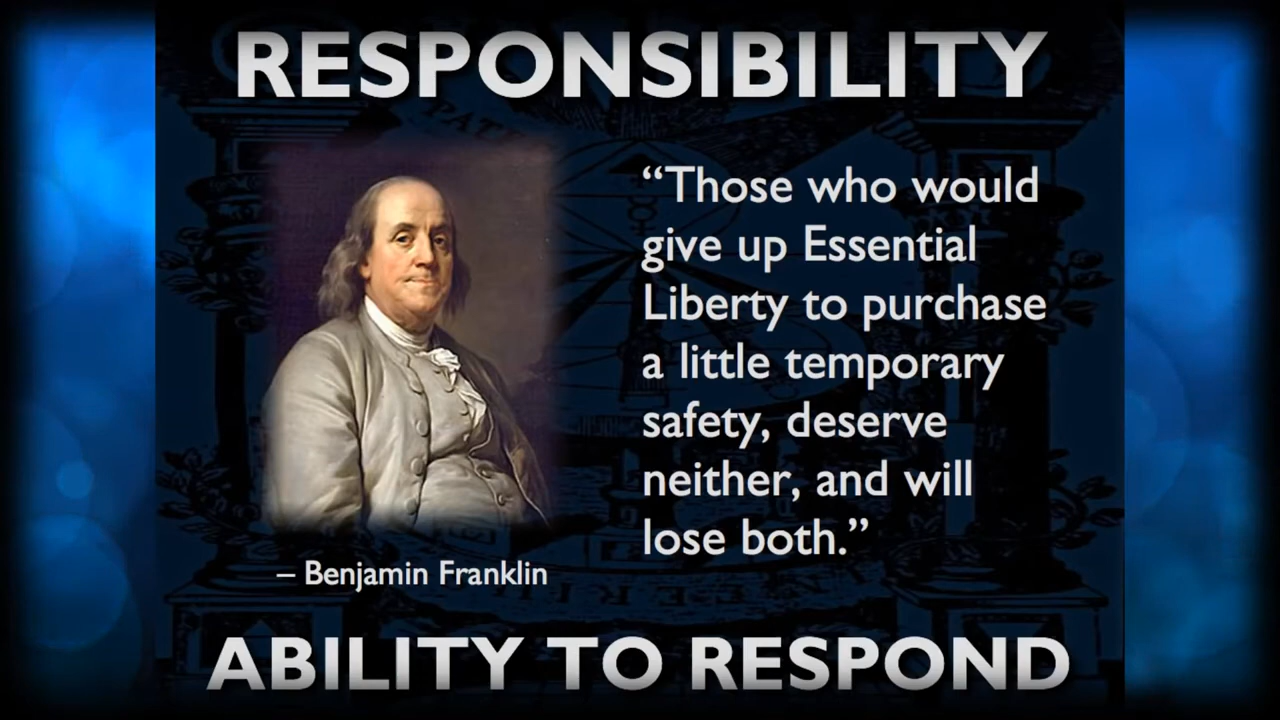 RESPONSIBILITY
“Those who would
give up Essential
Liberty to purchase
a little temporary
safety, deserve
neither, and will
lose both.”
– Benjamin Franklin
ABILITY TO RESPOND